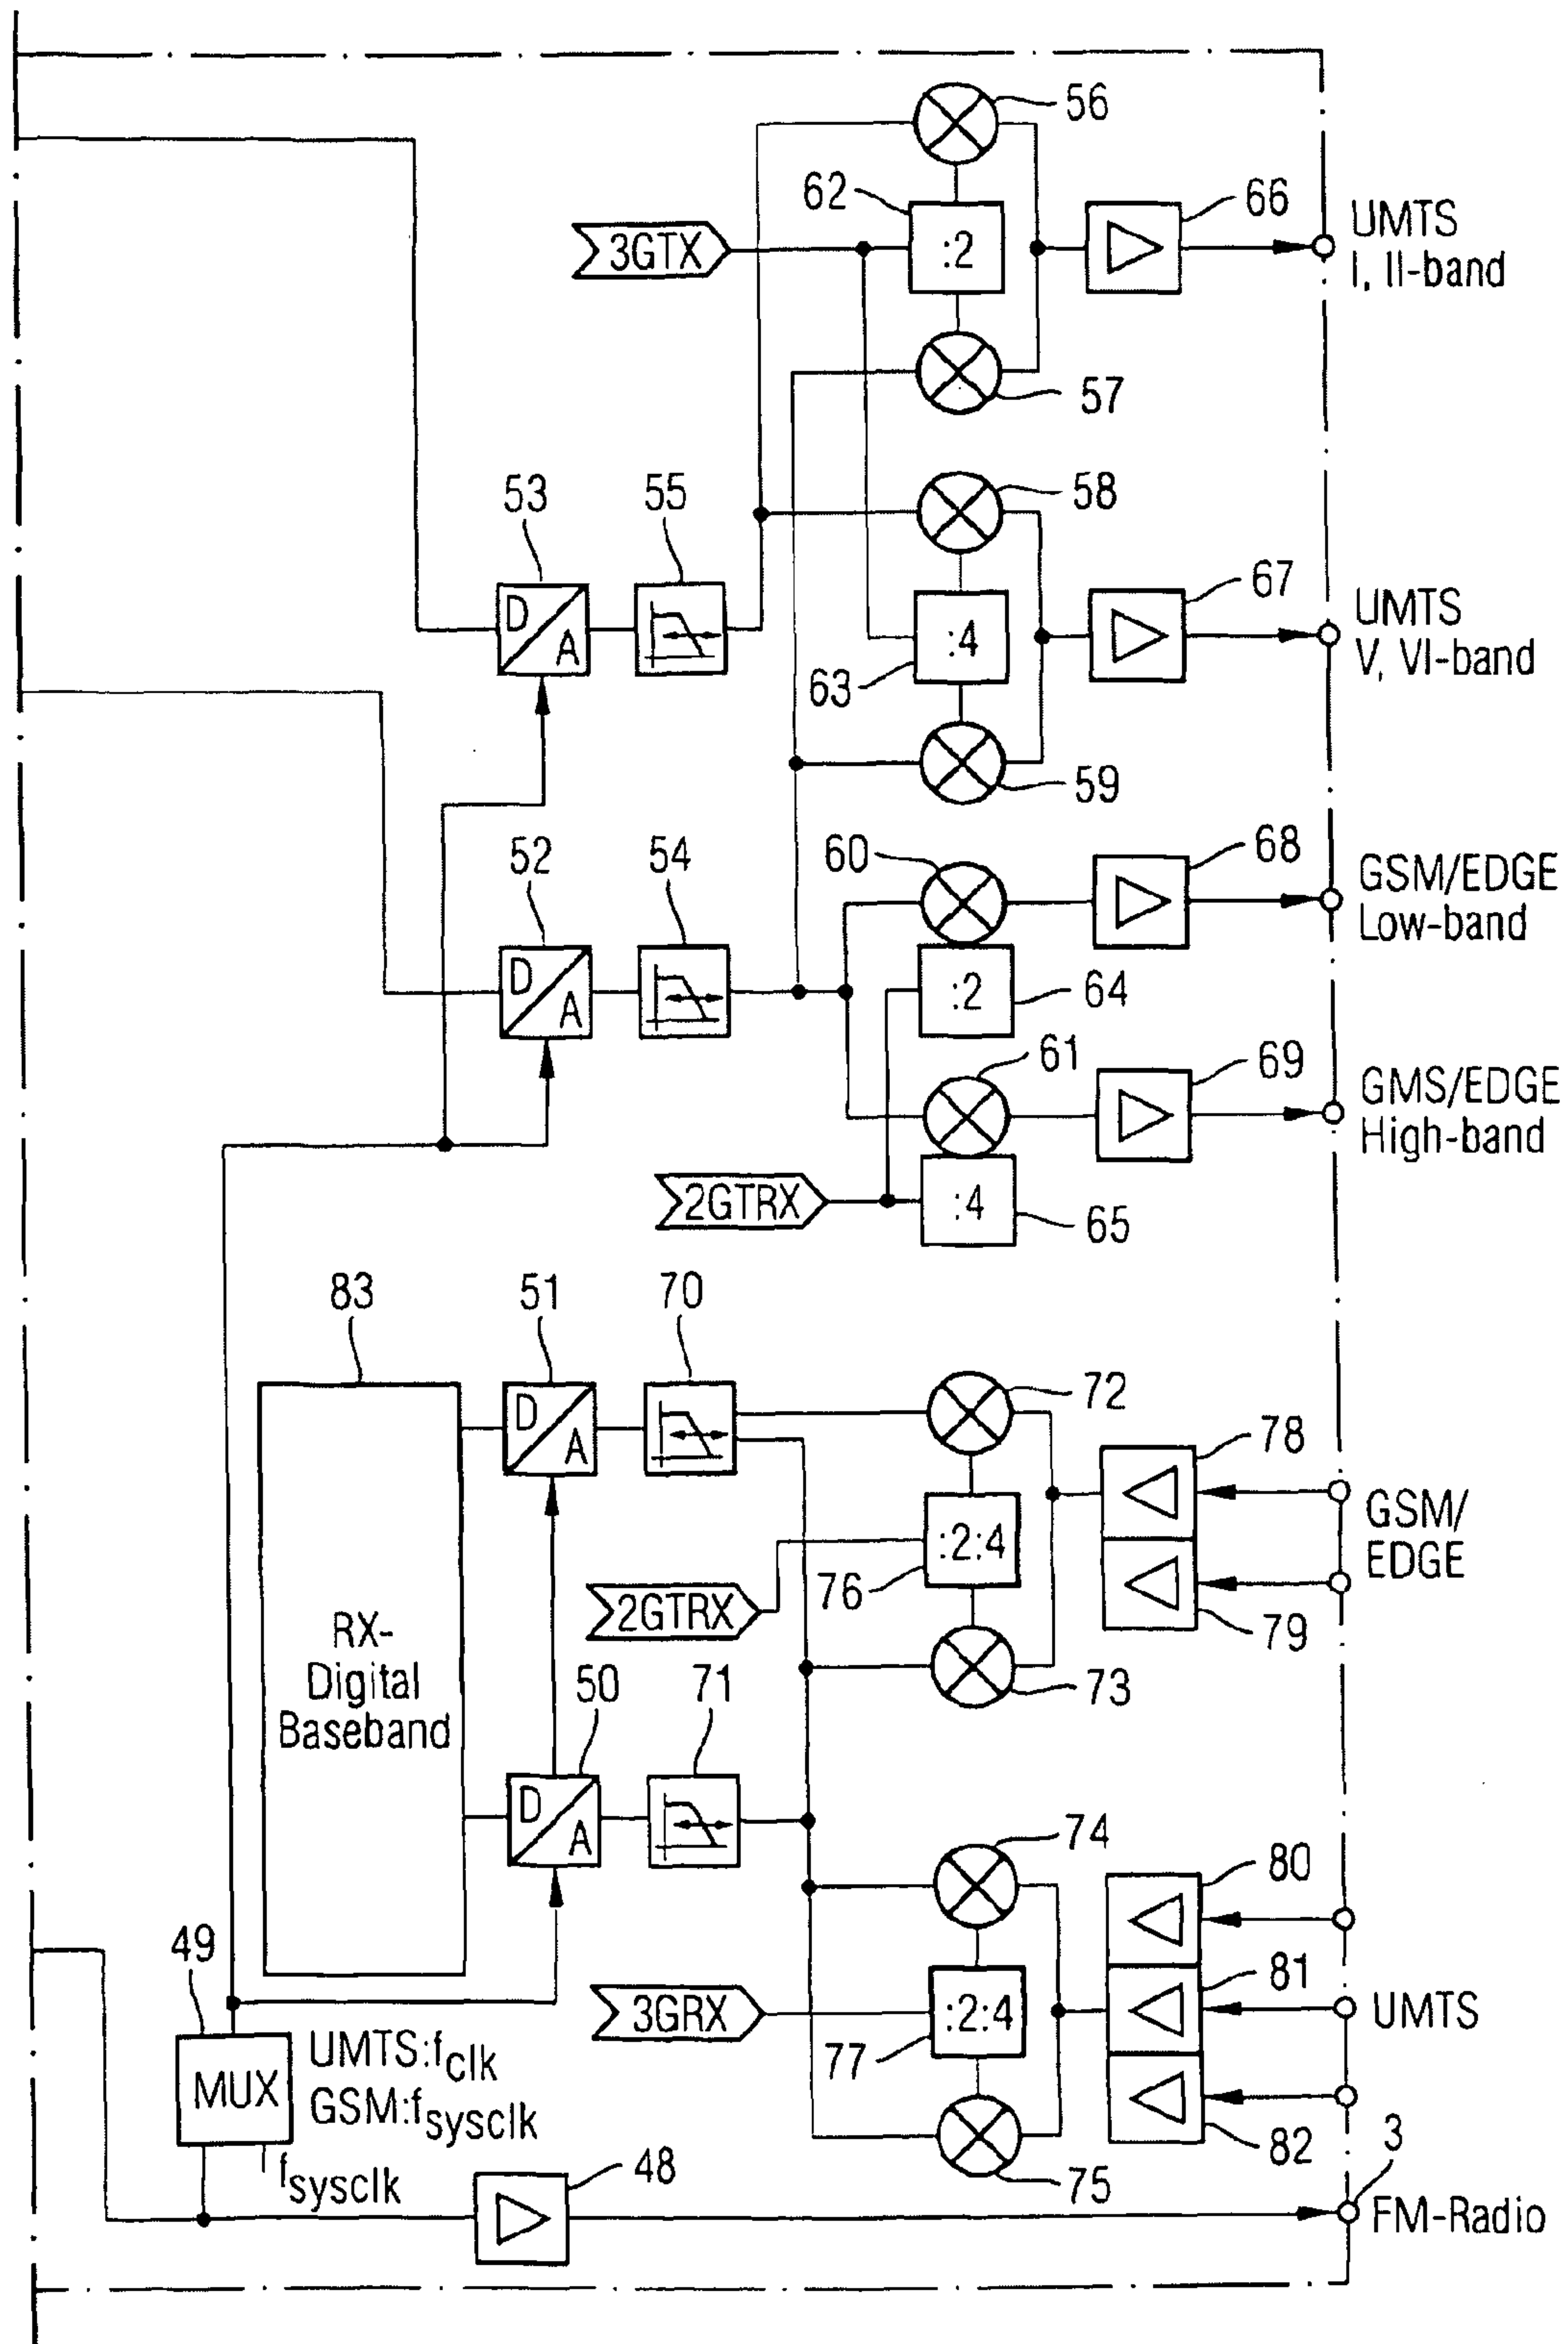 56
62
66
UMTS
I, II-band
3GTX
:2
57
53
55
58
67
UMTS
V, VI-band
D
A
:4
63
59
52
54
60
68
GSM/EDGE
Low-band
D
A
:2
64
61
69
GMS/EDGE
High-band
2GTRX
:4
65
83
51
70
72
78
D
A
GSM/
EDGE
:2:4
76
2GTRX
79
RX-
Digital
Baseband
50
71
73
D
A
74
80
49
81
3GRX
:2:4
UMTS
77
UMTS:fclk
MUX
GSM:fsysclk
82
3
fsysclk
48
75
FM-Radio